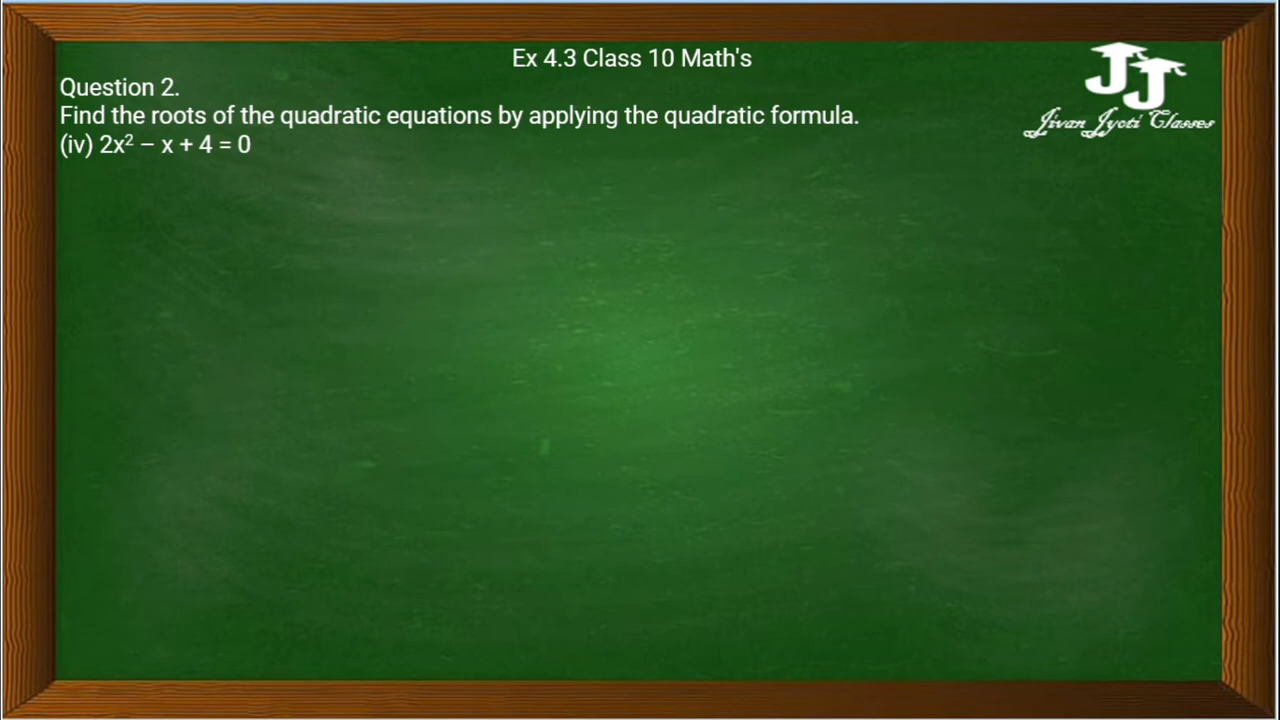 Ex 4.3 Class 10 Math's
JJ
Jivan Jyoti Classes
Question 2.
Find the roots of the quadratic equations by applying the quadratic formula.
(iv) 2x² – x + 4 = 0